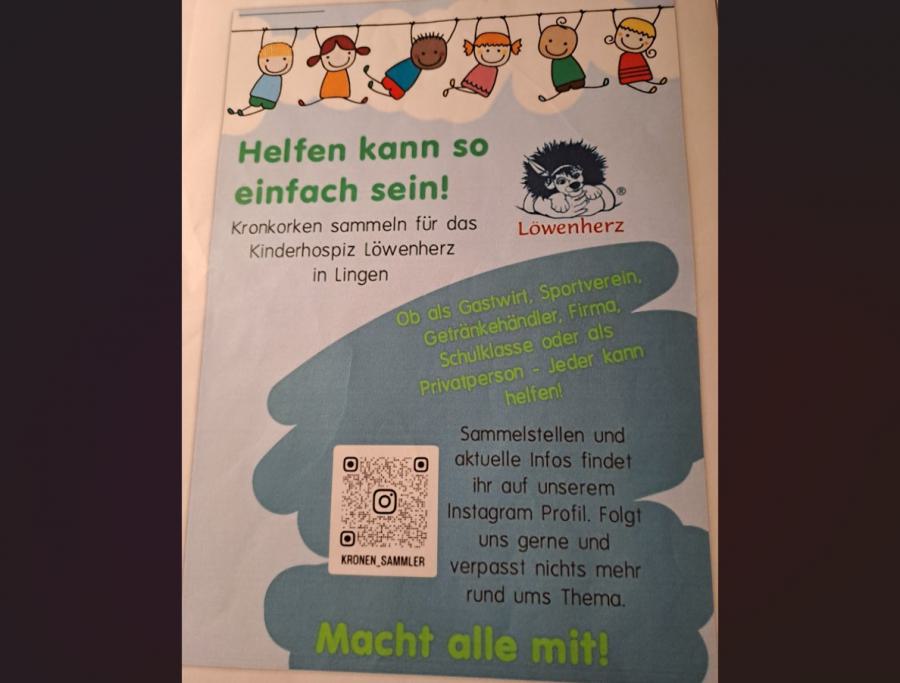 Helfen kann so
einfach sein!
Kronkorken sammeln für das
Kinderhospiz Löwenherz
in Lingen
®
Löwenherz
Ob als Gastwirt, Sportverein,
Getränkehändler, Firma,
Schulklasse oder als
Privatperson - Jeder kann
helfen!
Sammelstellen und
aktuelle Infos findet
ihr auf unserem
Instagram Profil. Folgt
uns gerne und
verpasst nichts mehr
rund ums Thema.
KRONEN_SAMMLER
Macht alle mit!